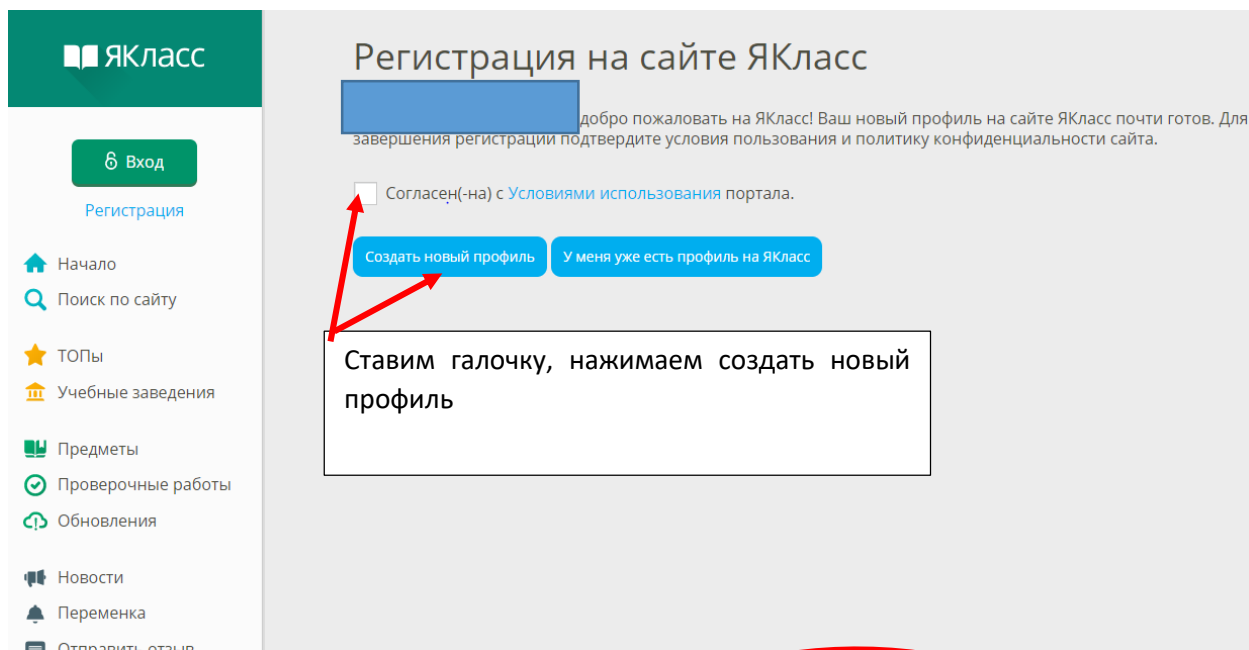 ЯКласс
Вход
Регистрация
Начало
Поиск по сайту
ТОПы
Учебные заведения
Предметы
Проверочные работы
Обновления
Новости
Переменка
Отправить отзыв
Регистрация на сайте ЯКласс
добро пожаловать на ЯКласс! Ваш новый профиль на сайте ЯКласс почти готов. Для
завершения регистрации подтвердите условия пользования и политику конфиденциальности сайта.
Согласен(-на) с Условиями использования портала.
Создать новый профиль
У меня уже есть профиль на ЯКласс
Ставим галочку, нажимаем создать новый
профиль